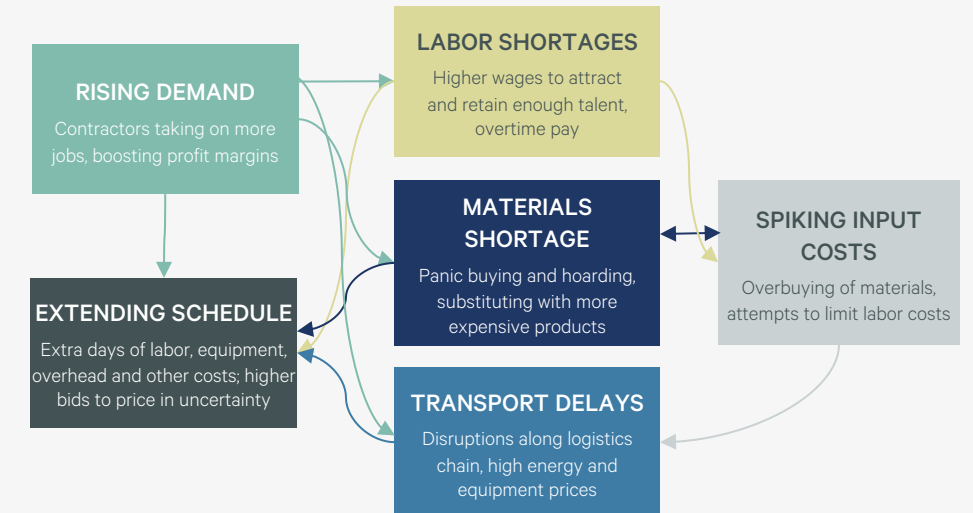 RISING DEMAND
Contractors taking on more
jobs, boosting profit margins
LABOR SHORTAGES
Higher wages to attract
and retain enough talent,
overtime pay
MATERIALS
SHORTAGE
Panic buying and hoarding,
substituting with more
expensive products
SPIKING INPUT
COSTS
Overbuying of materials,
attempts to limit labor costs
EXTENDING SCHEDULE
Extra days of labor, equipment,
overhead and other costs; higher
bids to price in uncertainty
TRANSPORT DELAYS
Disruptions along logistics
chain, high energy and
equipment prices